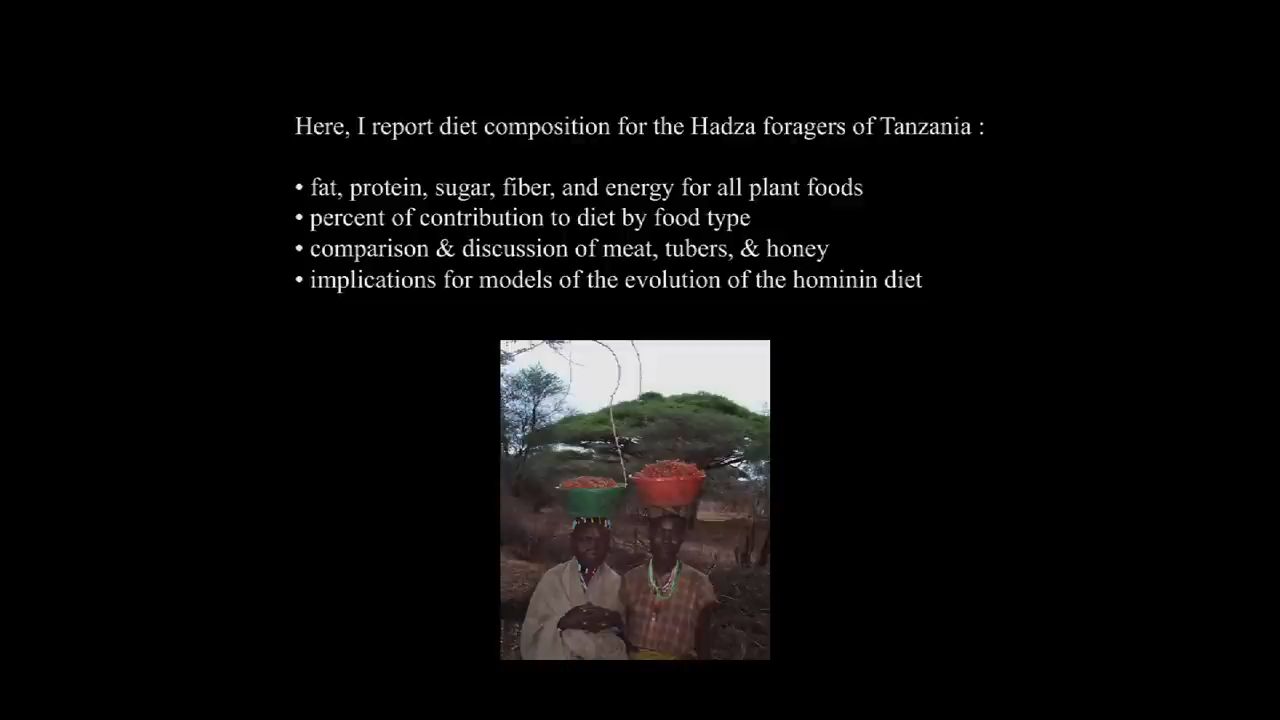 Here, I report diet composition for the Hadza foragers of Tanzania :
• fat, protein, sugar, fiber, and energy for all plant foods
• percent of contribution to diet by food type
• comparison & discussion of meat, tubers, & honey
• implications for models of the evolution of the hominin diet